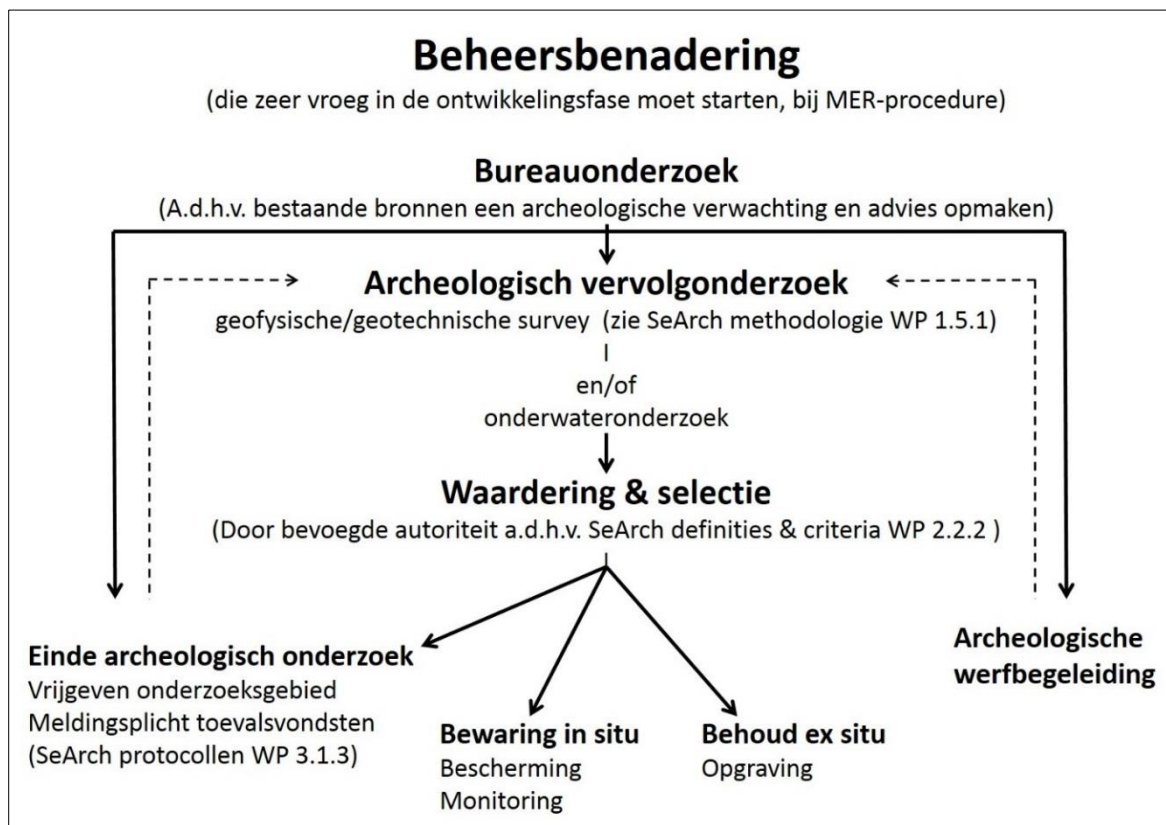 Beheersbenadering
(die zeer vroeg in de ontwikkelingsfase moet starten, bij MER-procedure)
Bureauonderzoek
(A.d.h.v. bestaande bronnen een archeologische verwachting en advies opmaken)
Archeologisch vervolgonderzoek
geofysische/geotechnische survey (zie SeArch methodologie WP 1.5.1)
en/of
onderwateronderzoek
Waardering & selectie
(Door bevoegde autoriteit a.d.h.v. SeArch definities & criteria WP 2.2.2 )
Einde archeologisch onderzoek
Vrijgeven onderzoeksgebied
Meldingsplicht toevalsvondsten
(SeArch protocollen WP 3.1.3)
Bewaring in situ
Bescherming
Monitoring
Behoud ex situ
Opgraving
Archeologische
werfbegeleiding